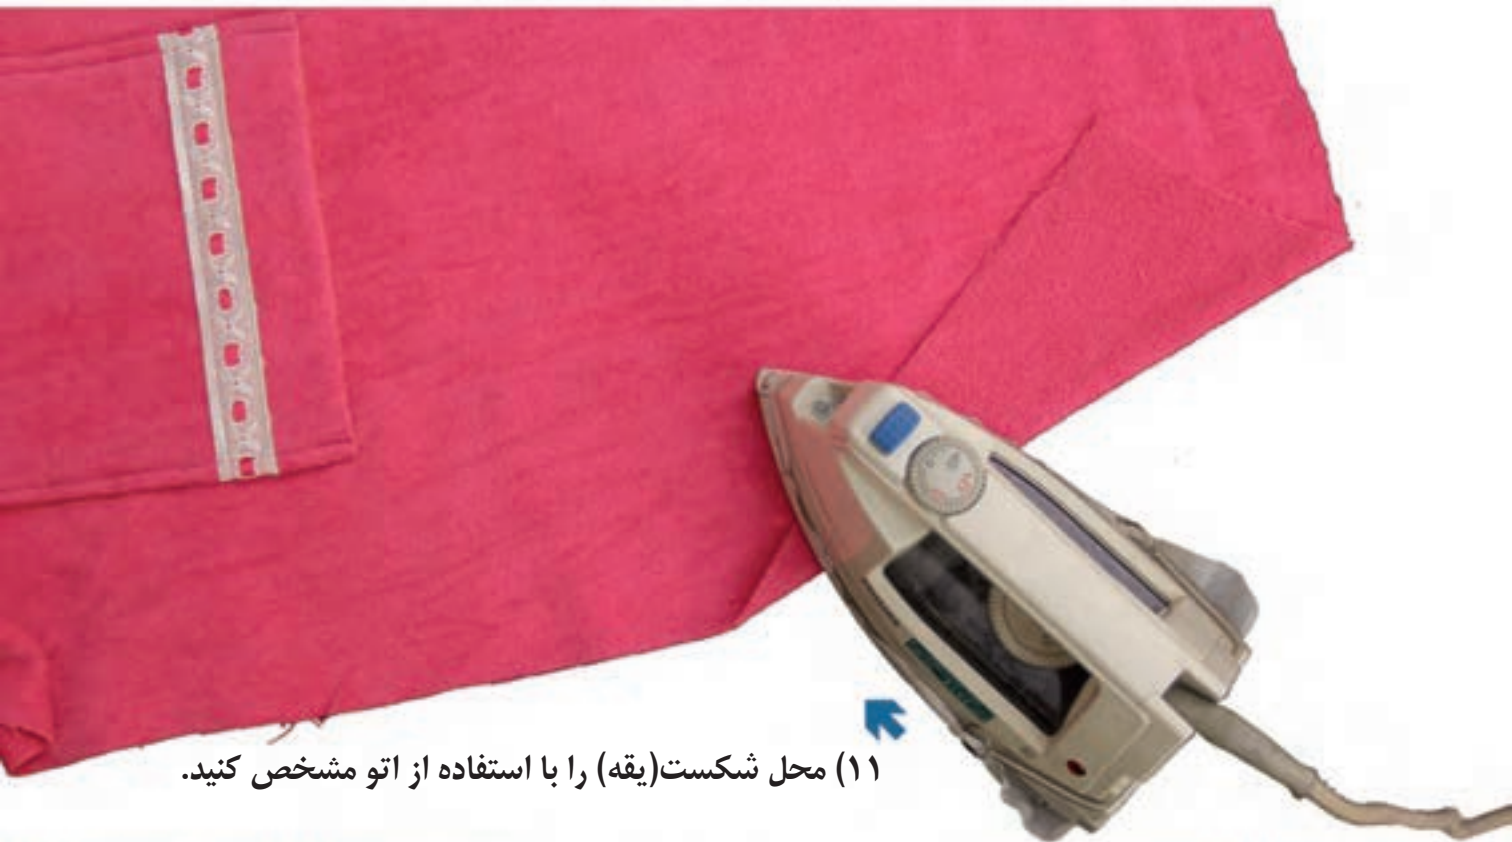 ۱۱) محل شکست(یقه) را با استفاده از اتو مشخص کنید.